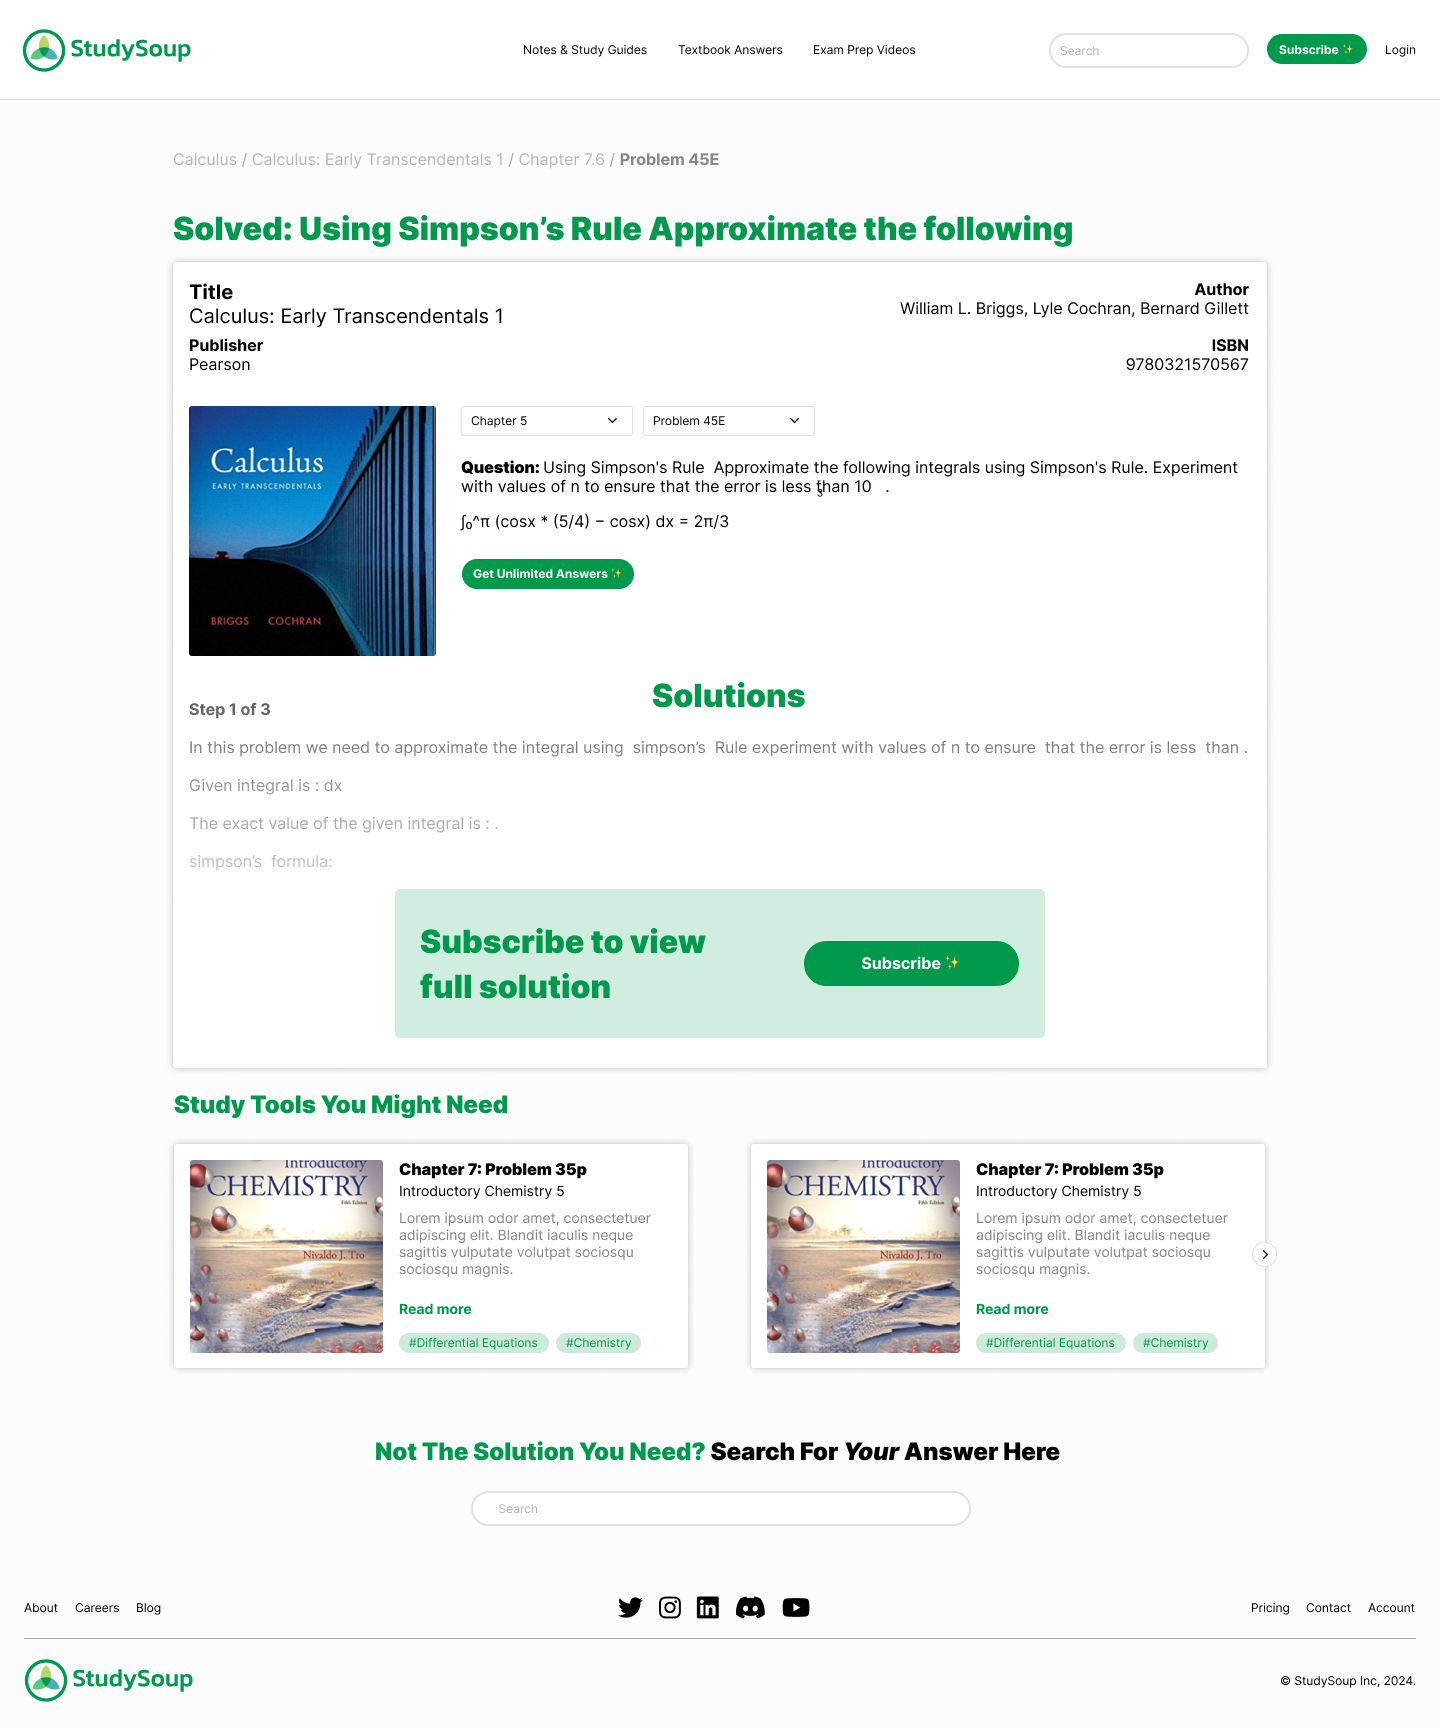 StudySoup
Notes & Study Guides
Textbook Answers
Exam Prep Videos
Search
Subscribe✨
Login
Calculus / Calculus: Early Transcendentals 1 / Chapter 7.6 / Problem 45E
Solved: Using Simpson’s Rule Approximate the following
Title
Calculus: Early Transcendentals 1
Author
William L. Briggs, Lyle Cochran, Bernard Gillett
Publisher
Pearson
ISBN
9780321570567
Calculus
EARLY TRANSCENDENTALS
BRIGGS COCHRAN
Chapter 5
Problem 45E
Question: Using Simpson's Rule  Approximate the following integrals using Simpson's Rule. Experiment
with values of n to ensure that the error is less than 10   .
∫₀^π (cosx * (5/4) − cosx) dx = 2π/3
Get Unlimited Answers✨
Solutions
Step 1 of 3
In this problem we need to approximate the integral using  simpson’s  Rule experiment with values of n to ensure  that the error is less  than .
Given integral is : dx
The exact value of the given integral is : .
simpson’s  formula:
Subscribe to view
full solution
Subscribe✨
Study Tools You Might Need
Introductory
CHEMISTRY
Fifth Edition
Nivaldo J. Tro
Chapter 7: Problem 35p
Introductory Chemistry 5
Lorem ipsum odor amet, consectetuer
adipiscing elit. Blandit iaculis neque
sagittis vulputate volutpat sociosqu
sociosqu magnis.
Read more
#Differential Equations
#Chemistry
Introductory
CHEMISTRY
Fifth Edition
Nivaldo J. Tro
Chapter 7: Problem 35p
Introductory Chemistry 5
Lorem ipsum odor amet, consectetuer
adipiscing elit. Blandit iaculis neque
sagittis vulputate volutpat sociosqu
sociosqu magnis.
Read more
#Differential Equations
#Chemistry
Not The Solution You Need? Search For Your Answer Here
Search
About
Careers
Blog
Pricing
Contact
Account
StudySoup
© StudySoup Inc, 2024.